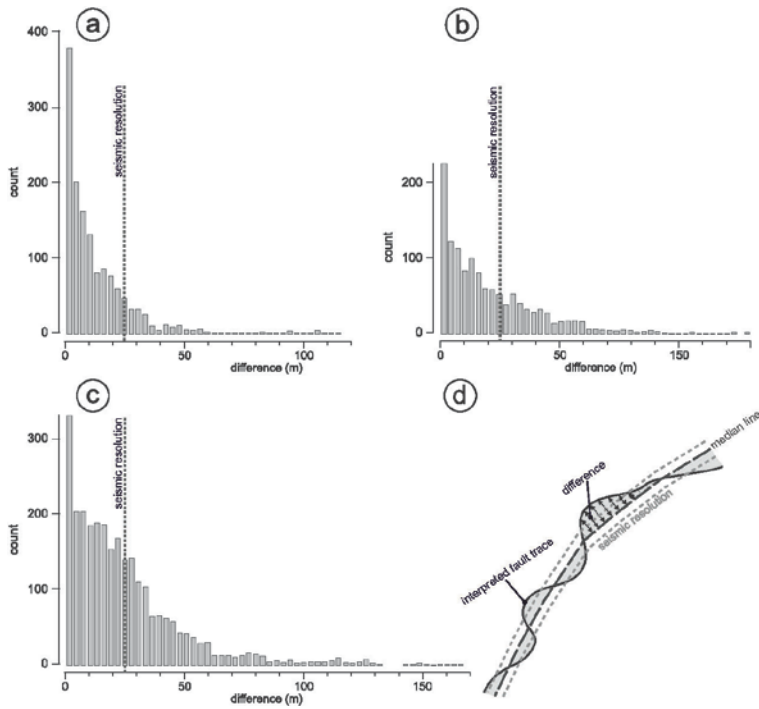 a
400
300
200
100
0
count
seismic resolution
0
50
100
difference (m)
b
200
100
0
count
seismic resolution
0
50
150
difference (m)
c
300
200
100
0
count
seismic resolution
0
50
100
150
difference (m)
d
median line
difference
seismic resolution
interpreted fault trace